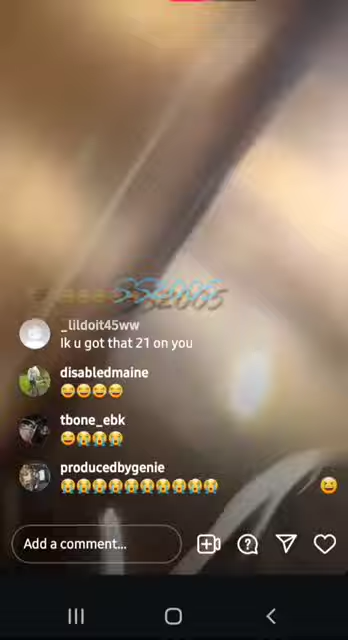 _lildoit45ww
Ik u got that 21 on you
disabledmaine
😂😂😂😂
tbone_ebk
😂😭😭😭
producedbygenie
😭😭😭😭😭😭😭😭😭😭
Add a comment...